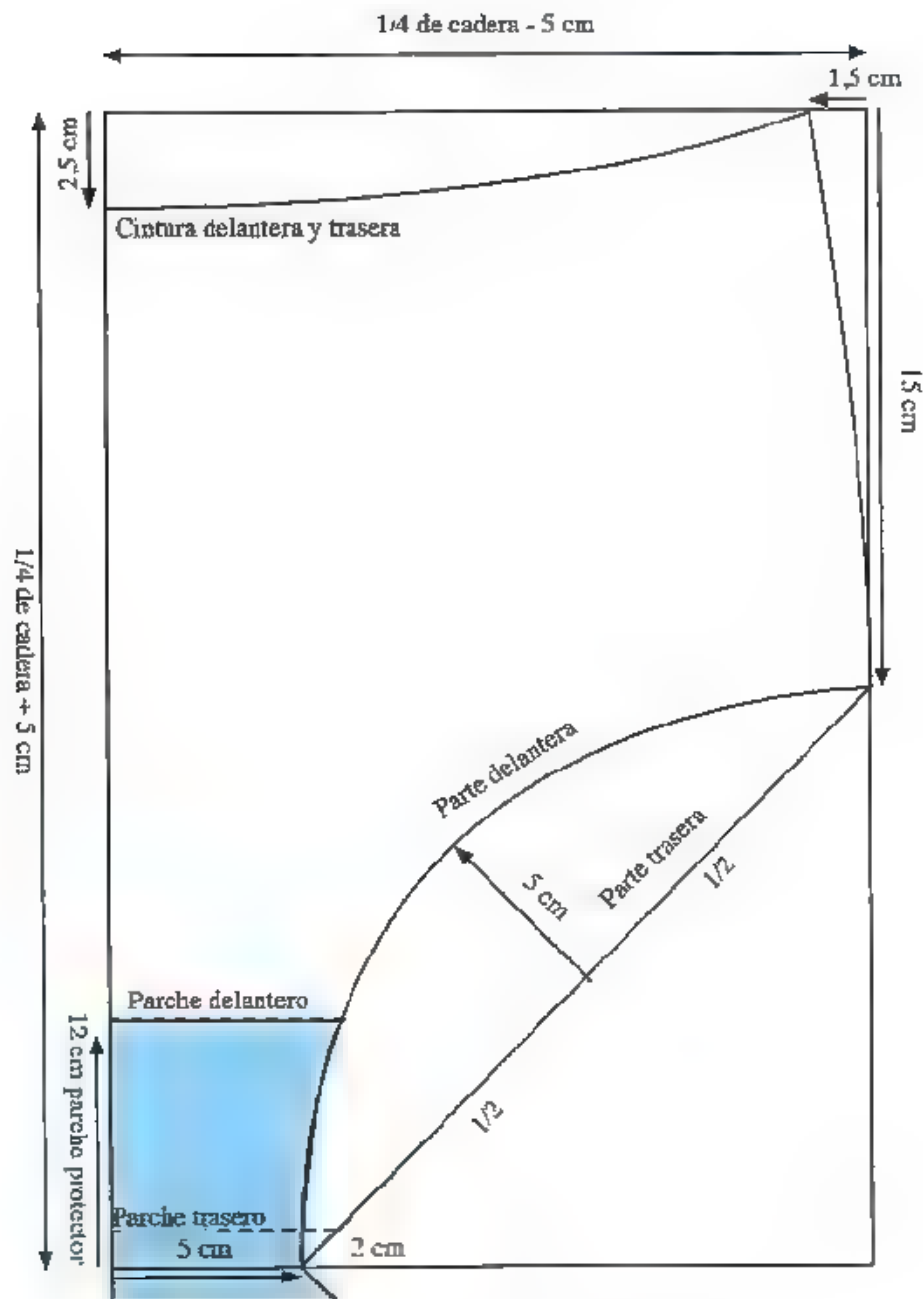 1/4 de cadera - 5 cm
1,5 cm
2,5 cm
Cintura delantera y trasera
15 cm
1/4 de cadera + 5 cm
Parte delantera
Parte trasera
1/2
5 cm
Parche delantero
12 cm parche protector
1/2
Parche trasero
5 cm
2 cm